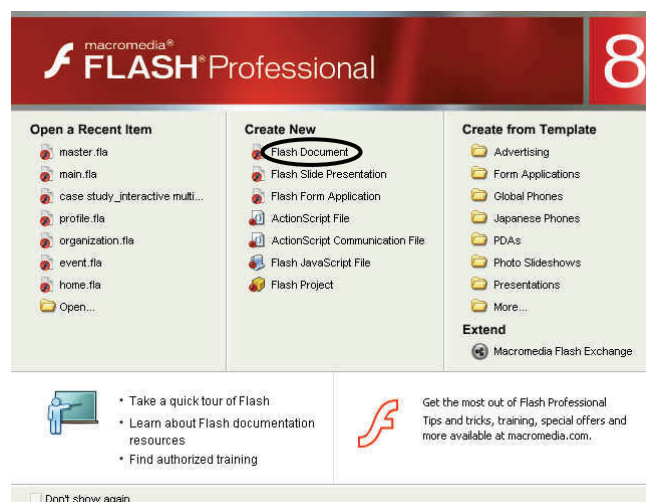 macromedia®
FLASH® Professional
8
Open a Recent Item
master.fla
main.fla
case study_interactive multi...
profile.fla
organization.fla
event.fla
home.fla
Open...
Create New
Flash Document
Flash Slide Presentation
Flash Form Application
ActionScript File
ActionScript Communication File
Flash JavaScript File
Flash Project
Create from Template
Advertising
Form Applications
Global Phones
Japanese Phones
PDAs
Photo Slideshows
Presentations
More...
Extend
Macromedia Flash Exchange
• Take a quick tour of Flash
• Learn about Flash documentation
resources
• Find authorized training
Get the most out of Flash Professional
Tips and tricks, training, special offers and
more available at macromedia.com.
Don't show again